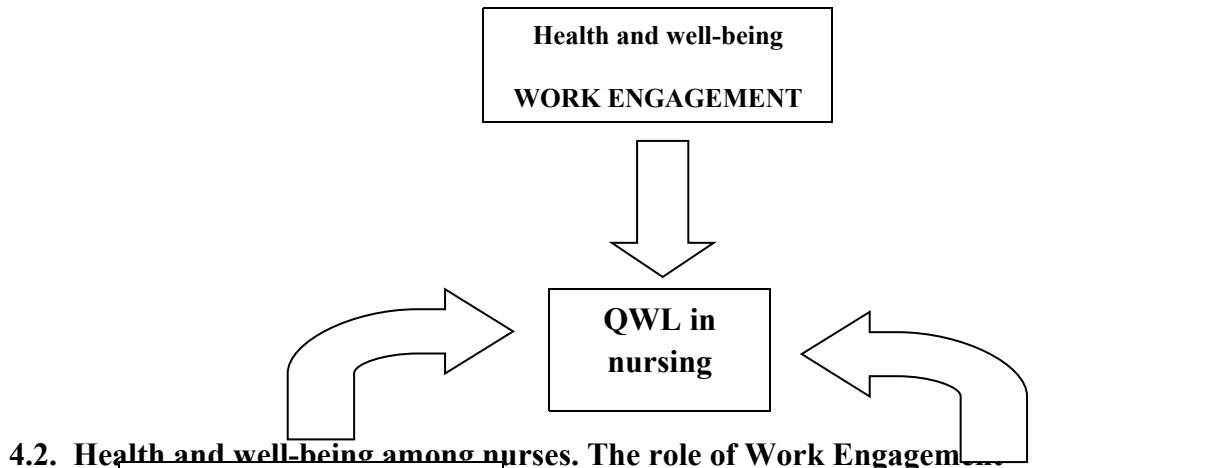 Health and well-being
WORK ENGAGEMENT
QWL in
nursing
4.2. Health and well-being among nurses. The role of Work Engagement